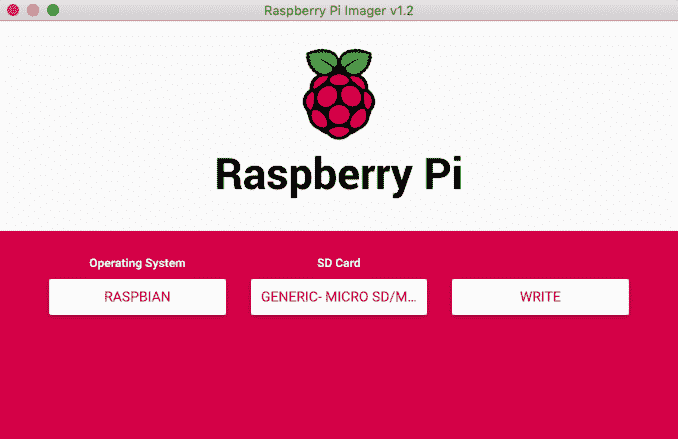 Raspberry Pi Imager v1.2
Raspberry Pi
Operating System
SD Card
RASPBIAN
GENERIC- MICRO SD/M...
WRITE